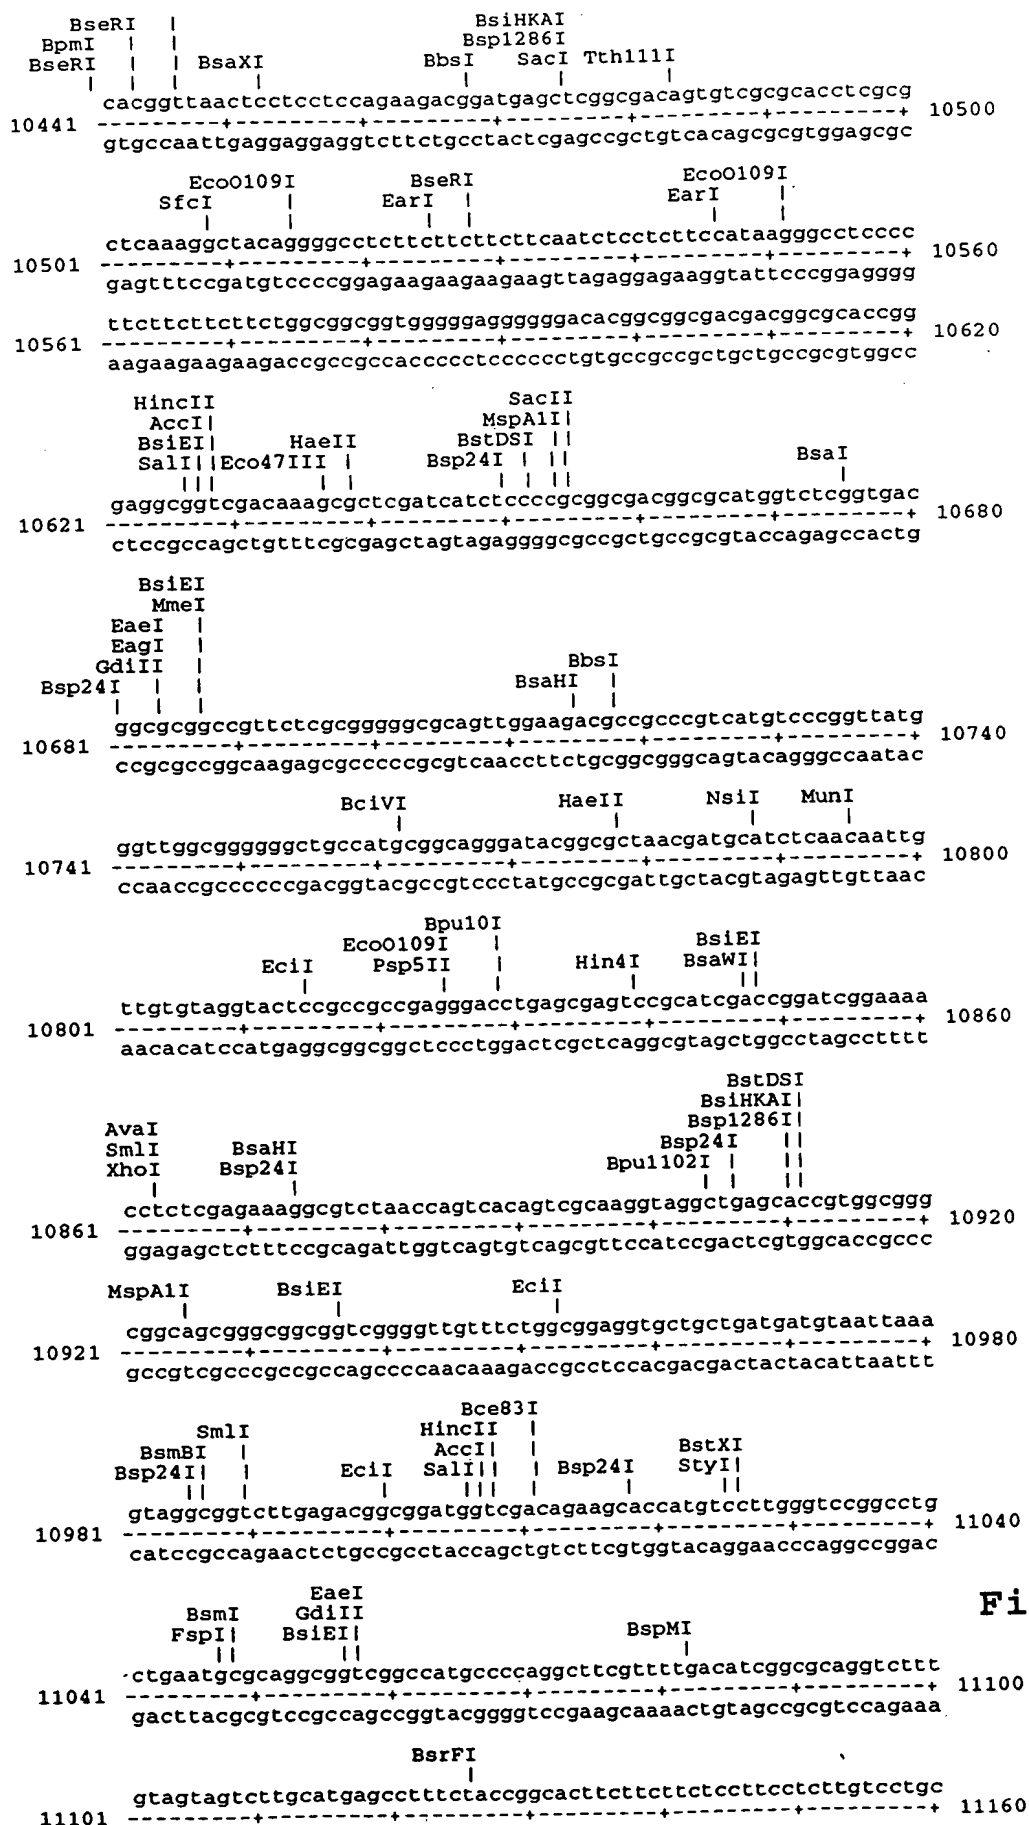 BseRI |
BpmI | | BsiHKAI
BseRI | | BsaXI BbsI Bsp1286I SacI Tth111I
cacggttaactcctcctccagaagacggatgagctcggcgacagtgtcgcgcacctcgcg
10441 ---------+---------+---------+---------+---------+---------+ 10500
gtgccaattgaggaggaggtcttctgcctactcgagccgctgtcacagcgcgtggagcgc
EcoO109I BseRI EcoO109I
SfcI | EarI | EarI |
ctcaaaggctacaggggcctcttcttcttcttcaatctcctcttccataagggcctcccc
10501 ---------+---------+---------+---------+---------+---------+ 10560
gagtttccgatgtccccggagaagaagaagaagttagaggagaaggtattcccggagggg
ttcttcttcttctggcggcggtgggggaggggggacacggcggcgacgacggcgcaccgg
10561 ---------+---------+---------+---------+---------+---------+ 10620
aagaagaagaagaccgccgccaccccctcccccctgtgccgccgctgctgccgcgtggcc
HincII SacII
AccI| MspA1I|
BsiEI| HaeII BstDSI ||
SalI|| Eco47III | Bsp24I | || BsaI
gaggcggtcgacaaagcgctcgatcatctccccgcggcgacggcgcatggtctcggtgac
10621 ---------+---------+---------+---------+---------+---------+ 10680
ctccgccagctgtttcgcgagctagtagaggggcgccgctgccgcgtaccagagccactg
BsiEI
MmeI
EaeI |
EagI |
GdiII | BbsI
Bsp24I | | BsaHI |
ggcgcggccgttctcgcgggggcgcagttggaagacgccgcccgtcatgtcccggttatg
10681 ---------+---------+---------+---------+---------+---------+ 10740
ccgcgccggcaagagcgcccccgcgtcaaccttctgcggcgggcagtacagggccaatac
BciVI HaeII NsiI MunI
ggttggcggggggctgccatgcggcagggatacggcgctaacgatgcatctcaacaattg
10741 ---------+---------+---------+---------+---------+---------+ 10800
ccaaccgccccccgacggtacgccgtccctatgccgcgattgctacgtagagttgttaac
Bpu10I
EcoO109I | BsiEI
EciI Psp5II | Hin4I BsaWI|
ttgtgtaggtactccgccgccgagggacctgagcgagtccgcatcgaccggatcggaaaa
10801 ---------+---------+---------+---------+---------+---------+ 10860
aacacatccatgaggcggcggctccctggactcgctcaggcgtagctggcctagcctttt
BstDSI
BsiHKAI|
AvaI Bsp1286I|
SmlI BsaHI Bsp24I ||
XhoI Bsp24I Bpu1102I | ||
cctctcgagaaaggcgtctaaccagtcacagtcgcaaggtaggctgagcaccgtggcggg
10861 ---------+---------+---------+---------+---------+---------+ 10920
ggagagctctttccgcagattggtcagtgtcagcgttccatccgactcgtggcaccgccc
MspA1I BsiEI EciI
cggcagcgggcggcggtcggggttgtttctggcggaggtgctgctgatgatgtaattaaa
10921 ---------+---------+---------+---------+---------+---------+ 10980
gccgtcgcccgccgccagccccaacaaagaccgcctccacgacgactactacattaattt
Bce83I
SmlI HincII |
BsmBI | AccI| | BstXI
Bsp24I| | EciI SalI|| | Bsp24I StyI|
gtaggcggtcttgagacggcggatggtcgacagaagcaccatgtccttgggtccggcctg
10981 ---------+---------+---------+---------+---------+---------+ 11040
catccgccagaactctgccgcctaccagctgtcttcgtggtacaggaacccaggccggac
EaeI
BsmI GdiII
FspI| BsiEI| BspMI
ctgaatgcgcaggcggtcggccatgccccaggcttcgttttgacatcggcgcaggtcttt
11041 ---------+---------+---------+---------+---------+---------+ 11100
gacttacgcgtccgccagccggtacggggtccgaagcaaaactgtagccgcgtccagaaa
Fi
BsrFI
gtagtagtcttgcatgagcctttctaccggcacttcttcttctccttcctcttgtcctgc
11101 ---------+---------+---------+---------+---------+---------+ 11160